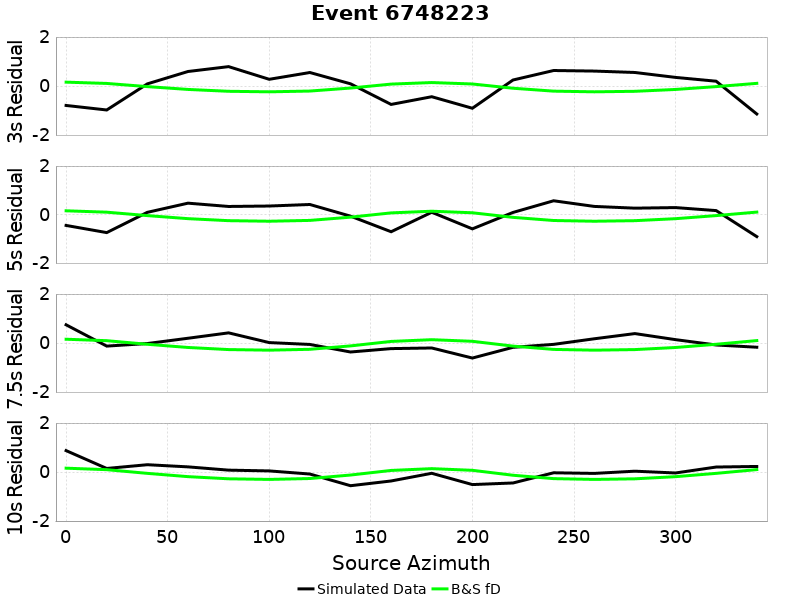 Event 6748223
3s Residual
2
0
-2
5s Residual
2
0
-2
7.5s Residual
2
0
-2
10s Residual
2
0
-2
0 50 100 150 200 250 300
Source Azimuth
Simulated Data B&S fD